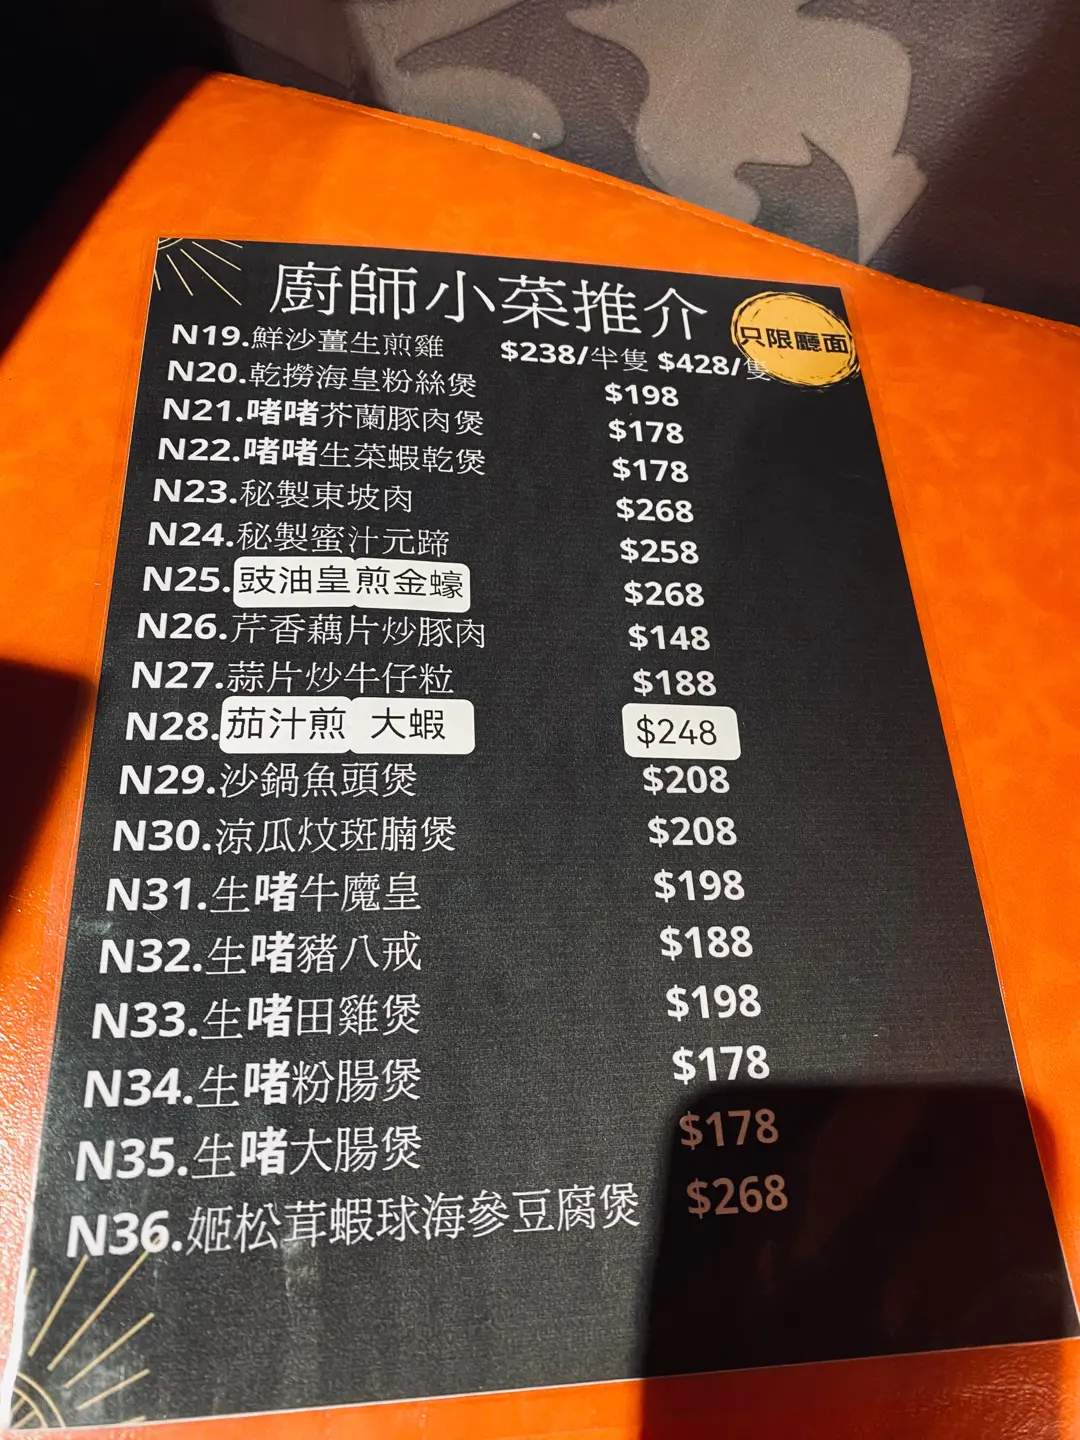 廚師小菜推介
只限廳面
N19.鮮沙薑生煎雞 $238/半隻 $428/隻
N20.乾撈海皇粉絲煲 $198
N21.啫啫芥蘭豚肉煲 $178
N22.啫啫生菜蝦乾煲 $178
N23.秘製東坡肉 $268
N24.秘製蜜汁元蹄 $258
N25.豉油皇煎金蠔 $268
N26.芹香藕片炒豚肉 $148
N27.蒜片炒牛仔粒 $188
N28.茄汁煎 大蝦 $248
N29.沙鍋魚頭煲 $208
N30.涼瓜炆斑腩煲 $208
N31.生啫牛魔皇 $198
N32.生啫豬八戒 $188
N33.生啫田雞煲 $198
N34.生啫粉腸煲 $178
N35.生啫大腸煲 $178
N36.姬松茸蝦球海參豆腐煲 $268